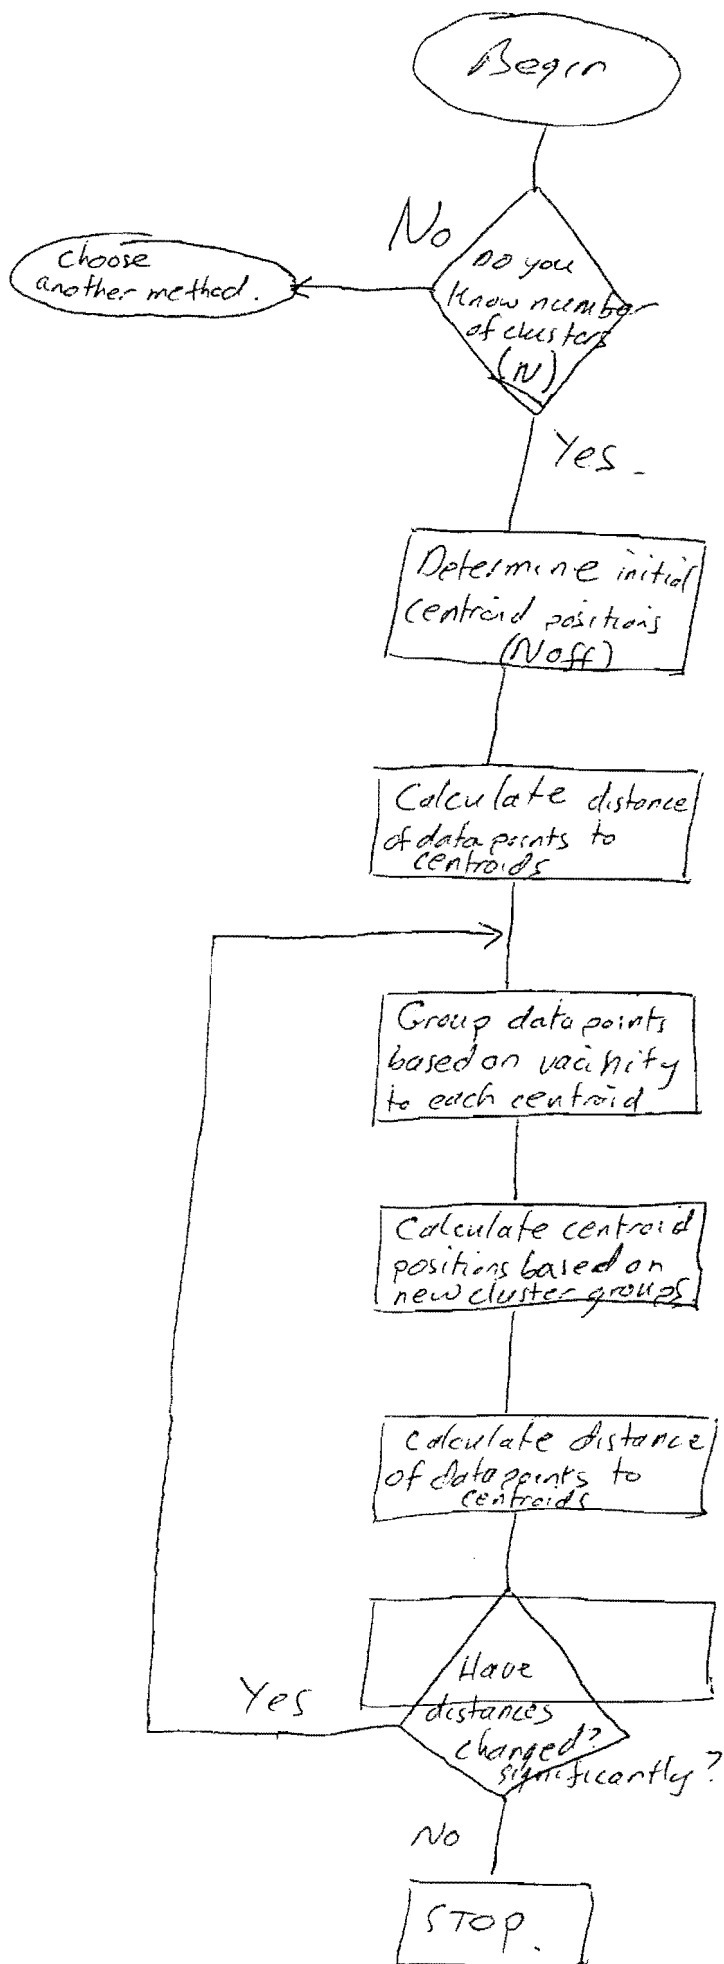 Begin
No
Do you
know number
of clusters
(N)
choose
another method.
Yes.
Determine initial
centroid positions
(N off)
Calculate distance
of data points to
centroids
Group data points
based on vacinity
to each centroid
Calculate centroid
positions based on
new cluster groups.
Calculate distance
of data points to
centroids
Yes
Have
distances
changed?
significantly?
No
STOP.